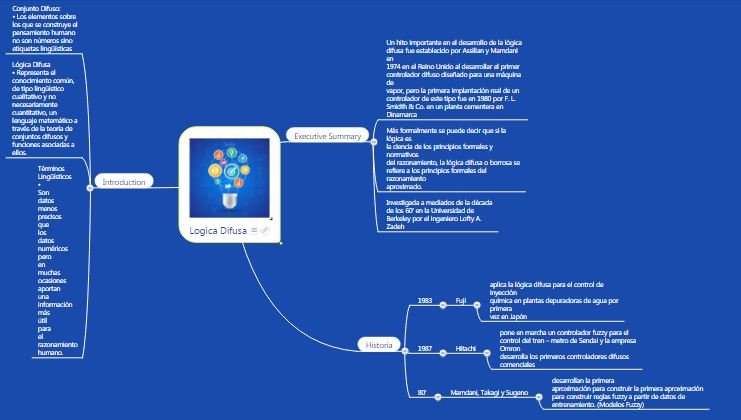 Conjunto Difuso:
• Los elementos sobre
los que se construye el
pensamiento humano
no son números sino
etiquetas lingüísticas
Lógica Difusa
• Representa el
conocimiento común,
de tipo lingüístico
cualitativo y no
necesariamente
cuantitativo, un
lenguaje matemático a
través de la teoría de
conjuntos difusos y
funciones asociadas a
ellos.
Términos
Lingüísticos
•
Son
datos
menos
precisos
que
los
datos
numéricos
pero
en
muchas
ocasiones
aportan
una
información
más
útil
para
el
razonamiento
humano.
Introduction
Logica Difusa
Executive Summary
Un hito importante en el desarrollo de la lógica
difusa fue establecido por Assilian y Mamdani
en
1974 en el Reino Unido al desarrollar el primer
controlador difuso diseñado para una máquina
de
vapor, pero la primera implantación real de un
controlador de este tipo fue en 1980 por F. L.
Smidth & Co. en un planta cementera en
Dinamarca
Más formalmente se puede decir que si la
lógica es
la ciencia de los principios formales y
normativos
del razonamiento, la lógica difusa o borrosa se
refiere a los principios formales del
razonamiento
aproximado.
Investigada a mediados de la década
de los 60' en la Universidad de
Berkeley por el Ingeniero Lofty A.
Zadeh
Historia
1983
Fuji
aplica la lógica difusa para el control de
inyección
química en plantas depuradoras de agua por
primera
vez en Japón
1987
Hitachi
pone en marcha un controlador fuzzy para el
control del tren – metro de Sendai y la empresa
Omron
desarrolla los primeros controladores difusos
comenciales
80'
Mamdani, Takagi y Sugeno
desarrollan la primera
aproximación para construir la primera aproximación
para construir reglas fuzzy a partir de datos de
entrenamiento. (Modelos Fuzzy)